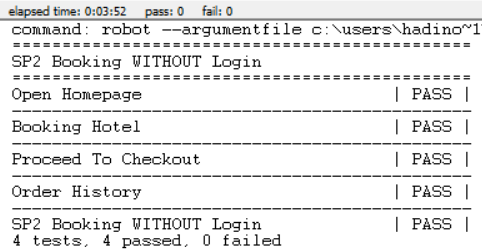 elapsed time: 0:03:52 pass: 0 fail: 0
command: robot --argumentfile c:\users\hadino~1
==============================================
SP2 Booking WITHOUT Login
==============================================
Open Homepage | PASS |
----------------------------------------------
Booking Hotel | PASS |
----------------------------------------------
Proceed To Checkout | PASS |
----------------------------------------------
Order History | PASS |
----------------------------------------------
SP2 Booking WITHOUT Login | PASS |
4 tests, 4 passed, 0 failed